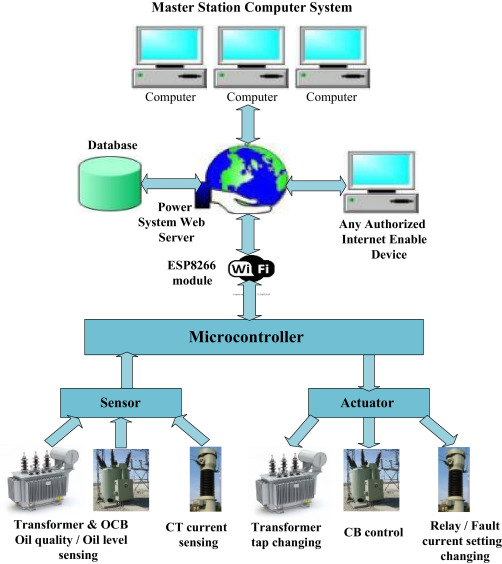 Master Station Computer System
Computer
Computer
Computer
Database
Power
System Web
Server
Any Authorized
Internet Enable
Device
ESP8266
module
Wi Fi
Microcontroller
Sensor
Actuator
Transformer & OCB
Oil quality / Oil level
sensing
CT current
sensing
Transformer
tap changing
CB control
Relay / Fault
current setting
changing